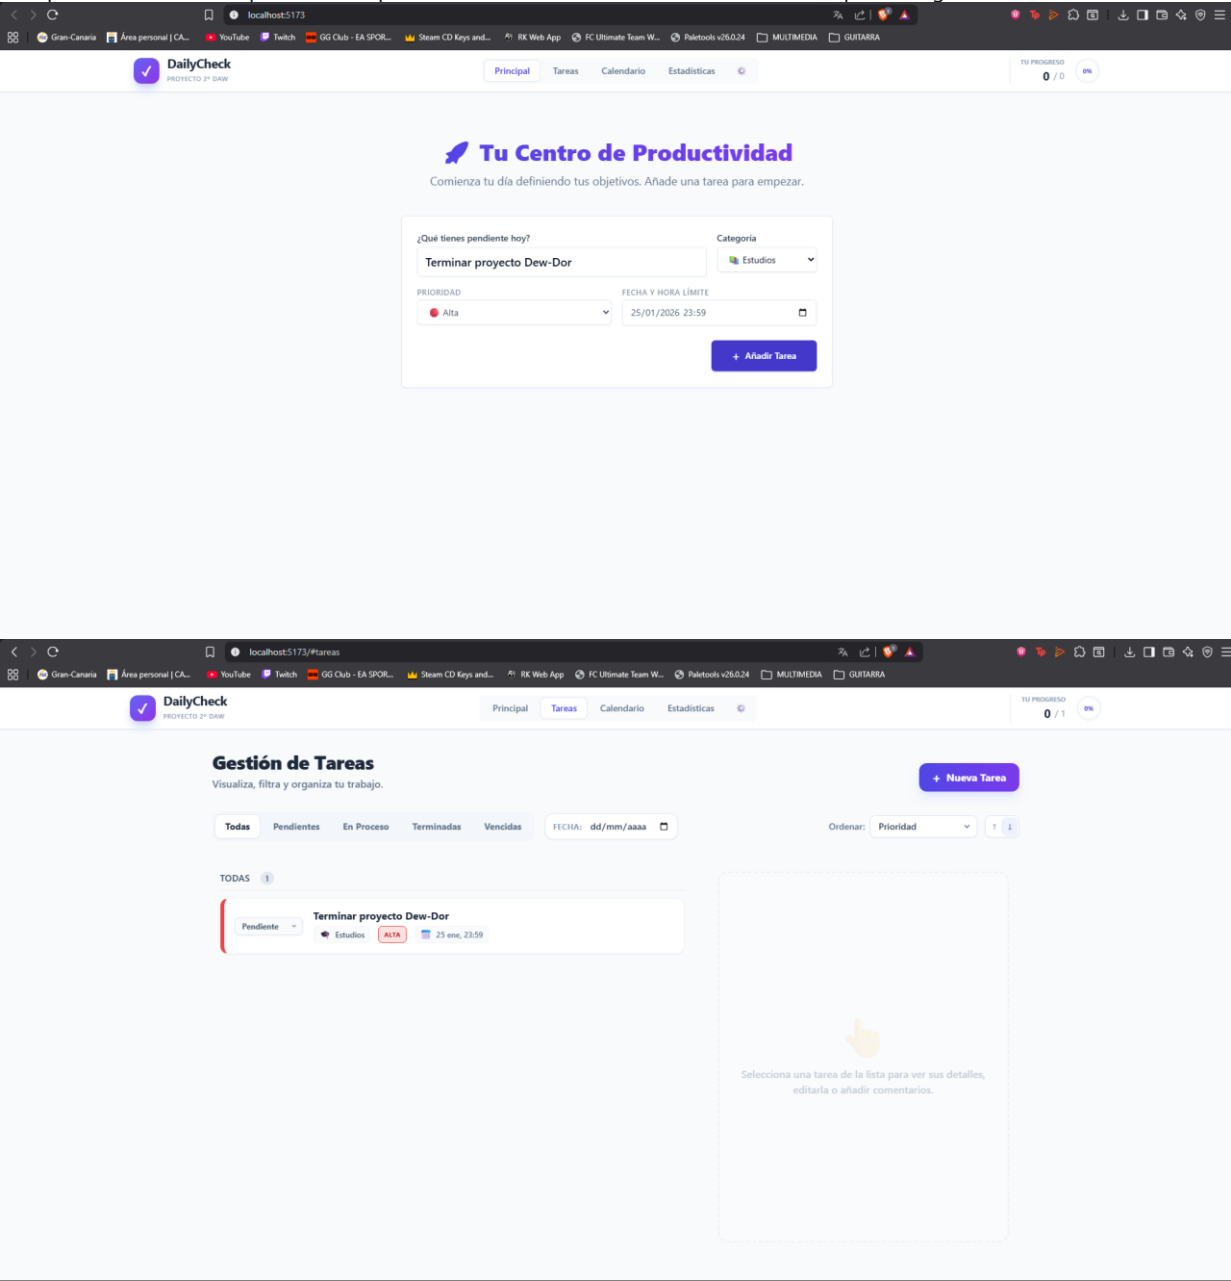 localhost:5173
Gran-Canaria Área personal | CA... YouTube Twitch GG Club - EA SPOR... Steam CD Keys and... RK Web App FC Ultimate Team W... Paletools v26.0.24 MULTIMEDIA GUITARRA
DailyCheck
PROYECTO 2º DAW
Principal Tareas Calendario Estadísticas
TU PROGRESO
0 / 0 0%
Tu Centro de Productividad
Comienza tu día definiendo tus objetivos. Añade una tarea para empezar.
¿Qué tienes pendiente hoy? Categoría
Terminar proyecto Dew-Dor Estudios
PRIORIDAD FECHA Y HORA LÍMITE
Alta 25/01/2026 23:59
+ Añadir Tarea
localhost:5173/#tareas
Gran-Canaria Área personal | CA... YouTube Twitch GG Club - EA SPOR... Steam CD Keys and... RK Web App FC Ultimate Team W... Paletools v26.0.24 MULTIMEDIA GUITARRA
DailyCheck
PROYECTO 2º DAW
Principal Tareas Calendario Estadísticas
TU PROGRESO
0 / 1 0%
Gestión de Tareas
Visualiza, filtra y organiza tu trabajo.
+ Nueva Tarea
Todas Pendientes En Proceso Terminadas Vencidas FECHA: dd/mm/aaaa Ordenar: Prioridad ↑ ↓
TODAS 1
Terminar proyecto Dew-Dor
Pendiente Estudios ALTA 25 ene, 23:59
Selecciona una tarea de la lista para ver sus detalles,
editarla o añadir comentarios.